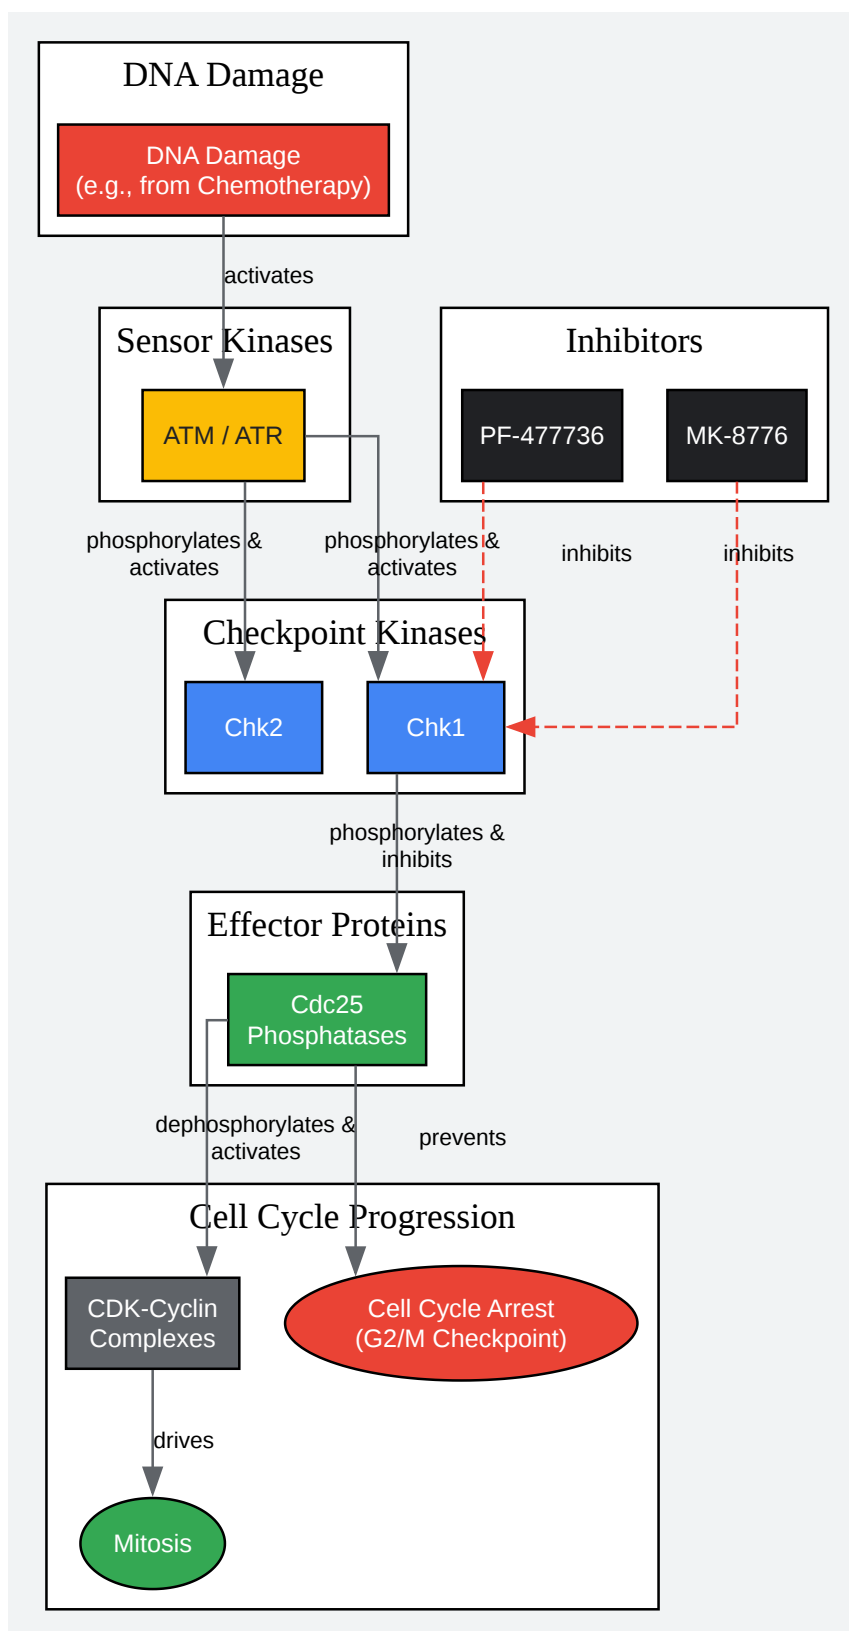 DNA Damage
DNA Damage
(e.g., from Chemotherapy)
activates
Sensor Kinases
Inhibitors
ATM / ATR
PF-477736
MK-8776
phosphorylates &
activates
phosphorylates &
activates
inhibits
inhibits
Checkpoint Kinases
Chk2
Chk1
phosphorylates &
inhibits
Effector Proteins
Cdc25
Phosphatases
dephosphorylates &
activates
prevents
Cell Cycle Progression
CDK-Cyclin
Complexes
Cell Cycle Arrest
(G2/M Checkpoint)
drives
Mitosis